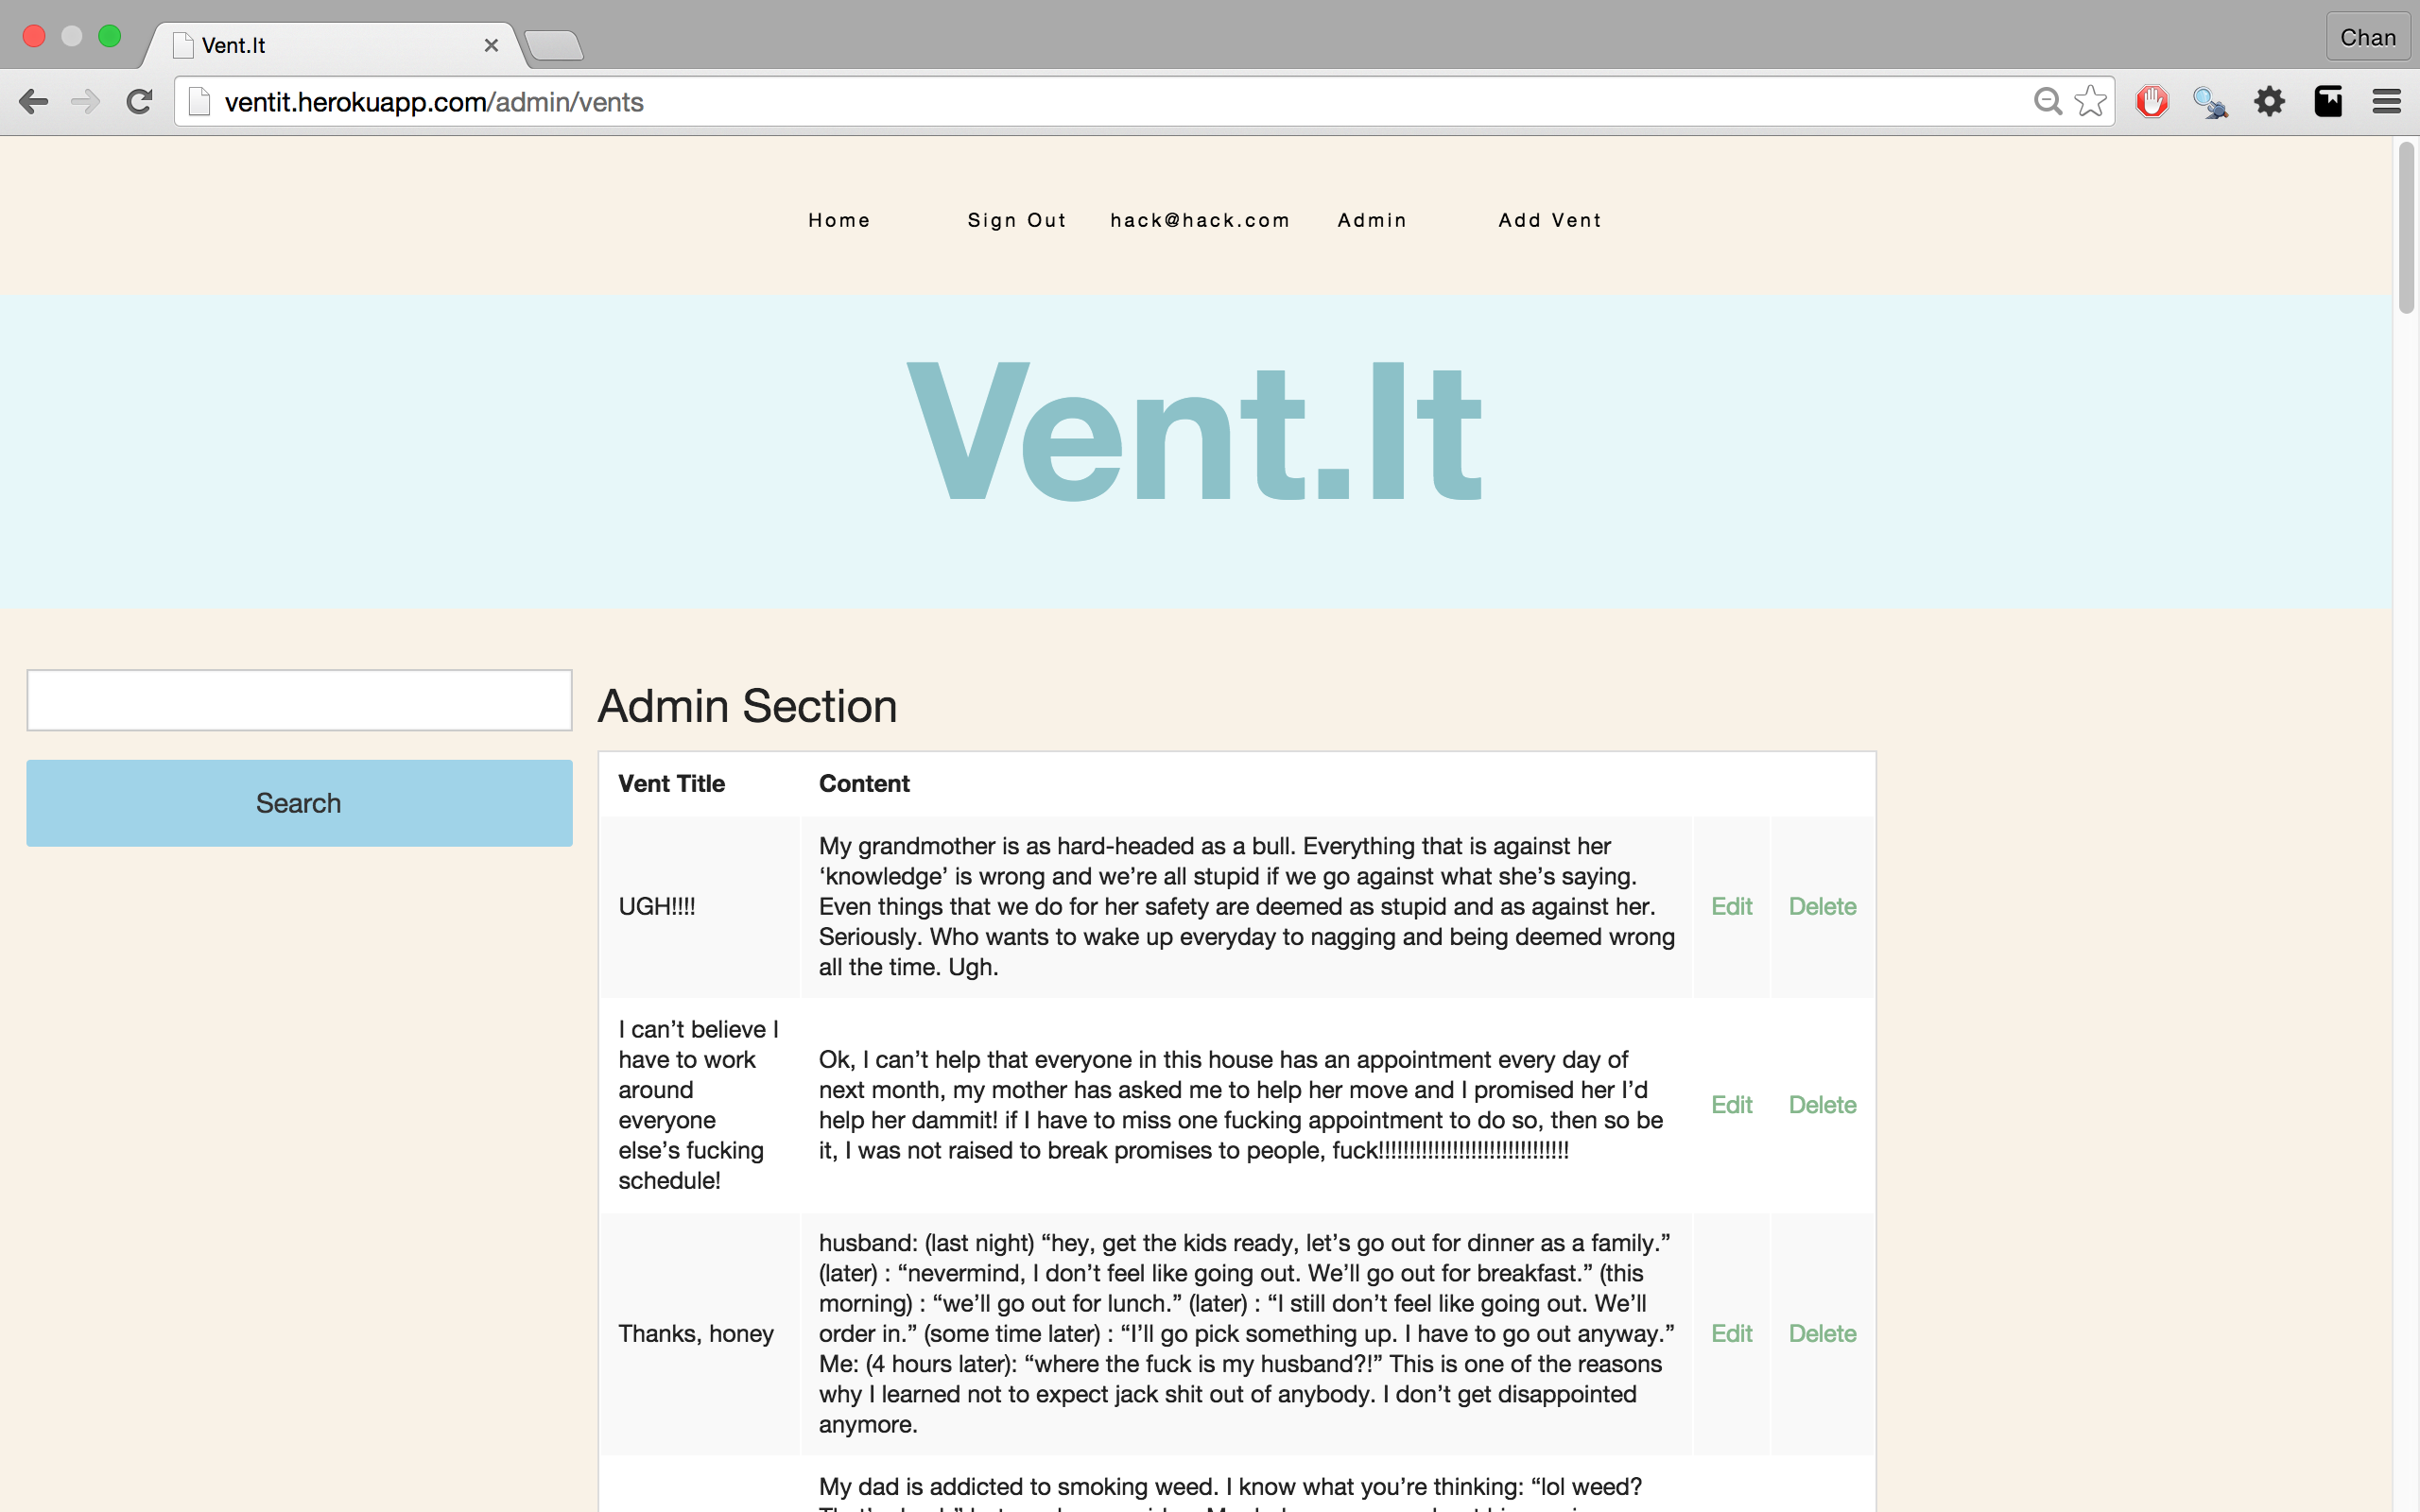 Vent.It
Chan
ventit.herokuapp.com/admin/vents
Home Sign Out hack@hack.com Admin Add Vent
Vent.It
Search
Admin Section
Vent Title Content
UGH!!!!
My grandmother is as hard-headed as a bull. Everything that is against her
‘knowledge’ is wrong and we’re all stupid if we go against what she’s saying.
Even things that we do for her safety are deemed as stupid and as against her.
Seriously. Who wants to wake up everyday to nagging and being deemed wrong
all the time. Ugh.
Edit Delete
I can’t believe I
have to work
around
everyone
else’s fucking
schedule!
Ok, I can’t help that everyone in this house has an appointment every day of
next month, my mother has asked me to help her move and I promised her I’d
help her dammit! if I have to miss one fucking appointment to do so, then so be
it, I was not raised to break promises to people, fuck!!!!!!!!!!!!!!!!!!!!!!!!!!!!!!!
Edit Delete
Thanks, honey
husband: (last night) “hey, get the kids ready, let’s go out for dinner as a family.”
(later) : “nevermind, I don’t feel like going out. We’ll go out for breakfast.” (this
morning) : “we’ll go out for lunch.” (later) : “I still don’t feel like going out. We’ll
order in.” (some time later) : “I’ll go pick something up. I have to go out anyway.”
Me: (4 hours later): “where the fuck is my husband?!” This is one of the reasons
why I learned not to expect jack shit out of anybody. I don’t get disappointed
anymore.
Edit Delete
My dad is addicted to smoking weed. I know what you’re thinking: “lol weed?